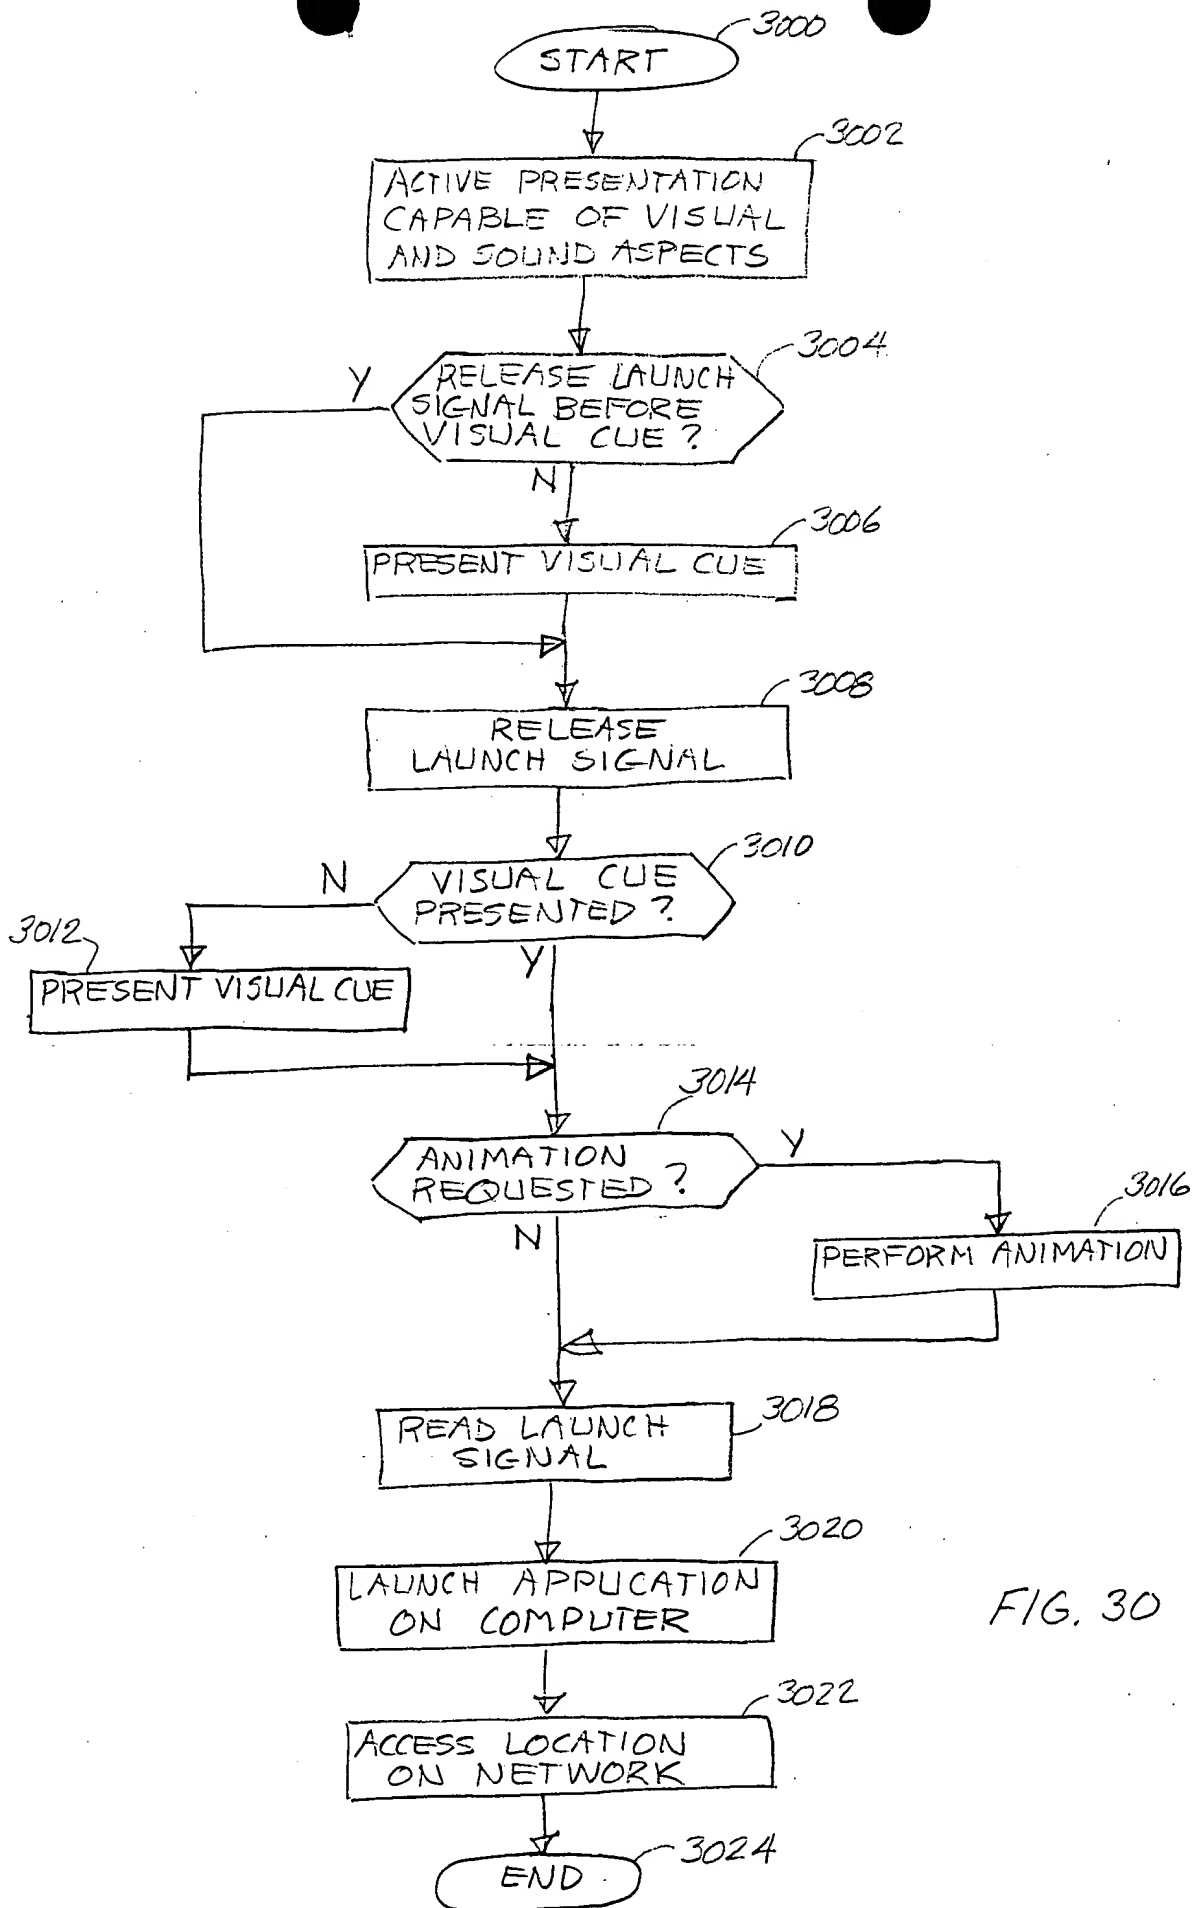 3000
START
3002
ACTIVE PRESENTATION
CAPABLE OF VISUAL
AND SOUND ASPECTS
3004
Y
RELEASE LAUNCH
SIGNAL BEFORE
VISUAL CUE?
N
3006
PRESENT VISUAL CUE
3008
RELEASE
LAUNCH SIGNAL
3010
N
VISUAL CUE
PRESENTED?
3012
Y
PRESENT VISUAL CUE
3014
ANIMATION
REQUESTED?
Y
3016
N
PERFORM ANIMATION
3018
READ LAUNCH
SIGNAL
3020
LAUNCH APPLICATION
ON COMPUTER
FIG. 30
3022
ACCESS LOCATION
ON NETWORK
3024
END